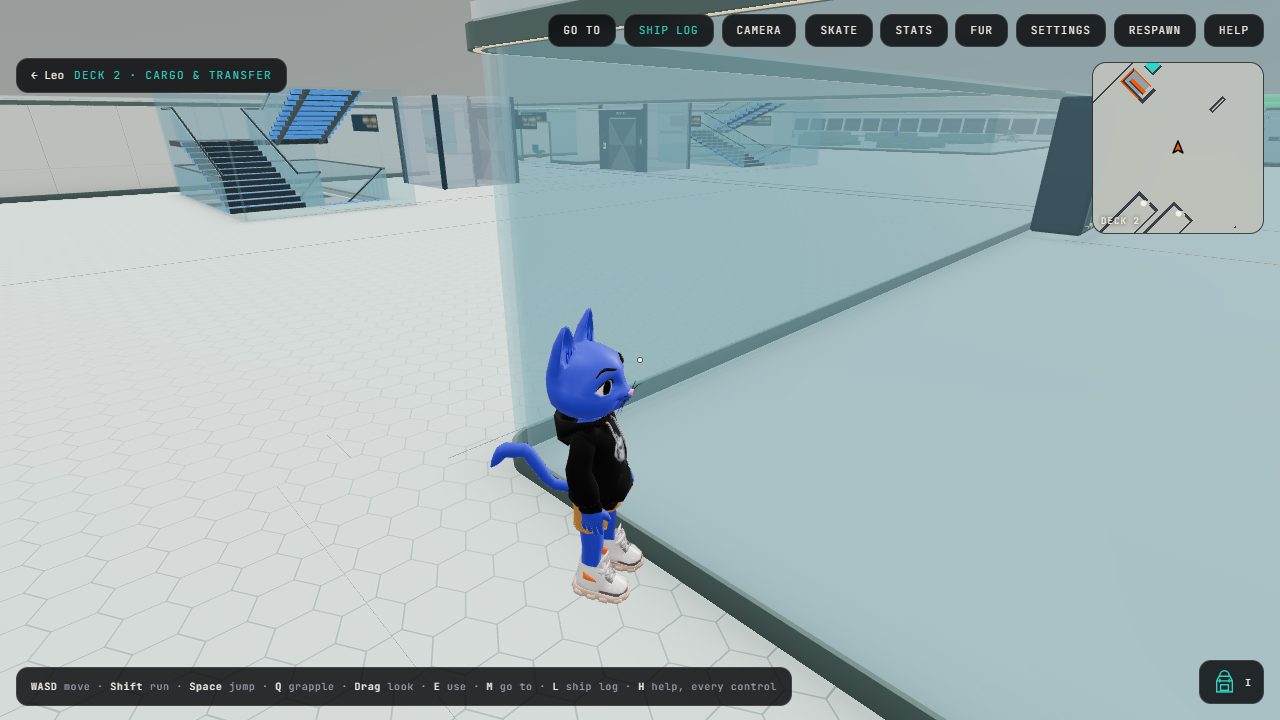 GO TO
SHIP LOG
CAMERA
SKATE
STATS
FUR
SETTINGS
RESPAWN
HELP
← Leo DECK 2 · CARGO & TRANSFER
DECK 2
WASD move · Shift run · Space jump · Q grapple · Drag look · E use · M go to · L ship log · H help, every control
I